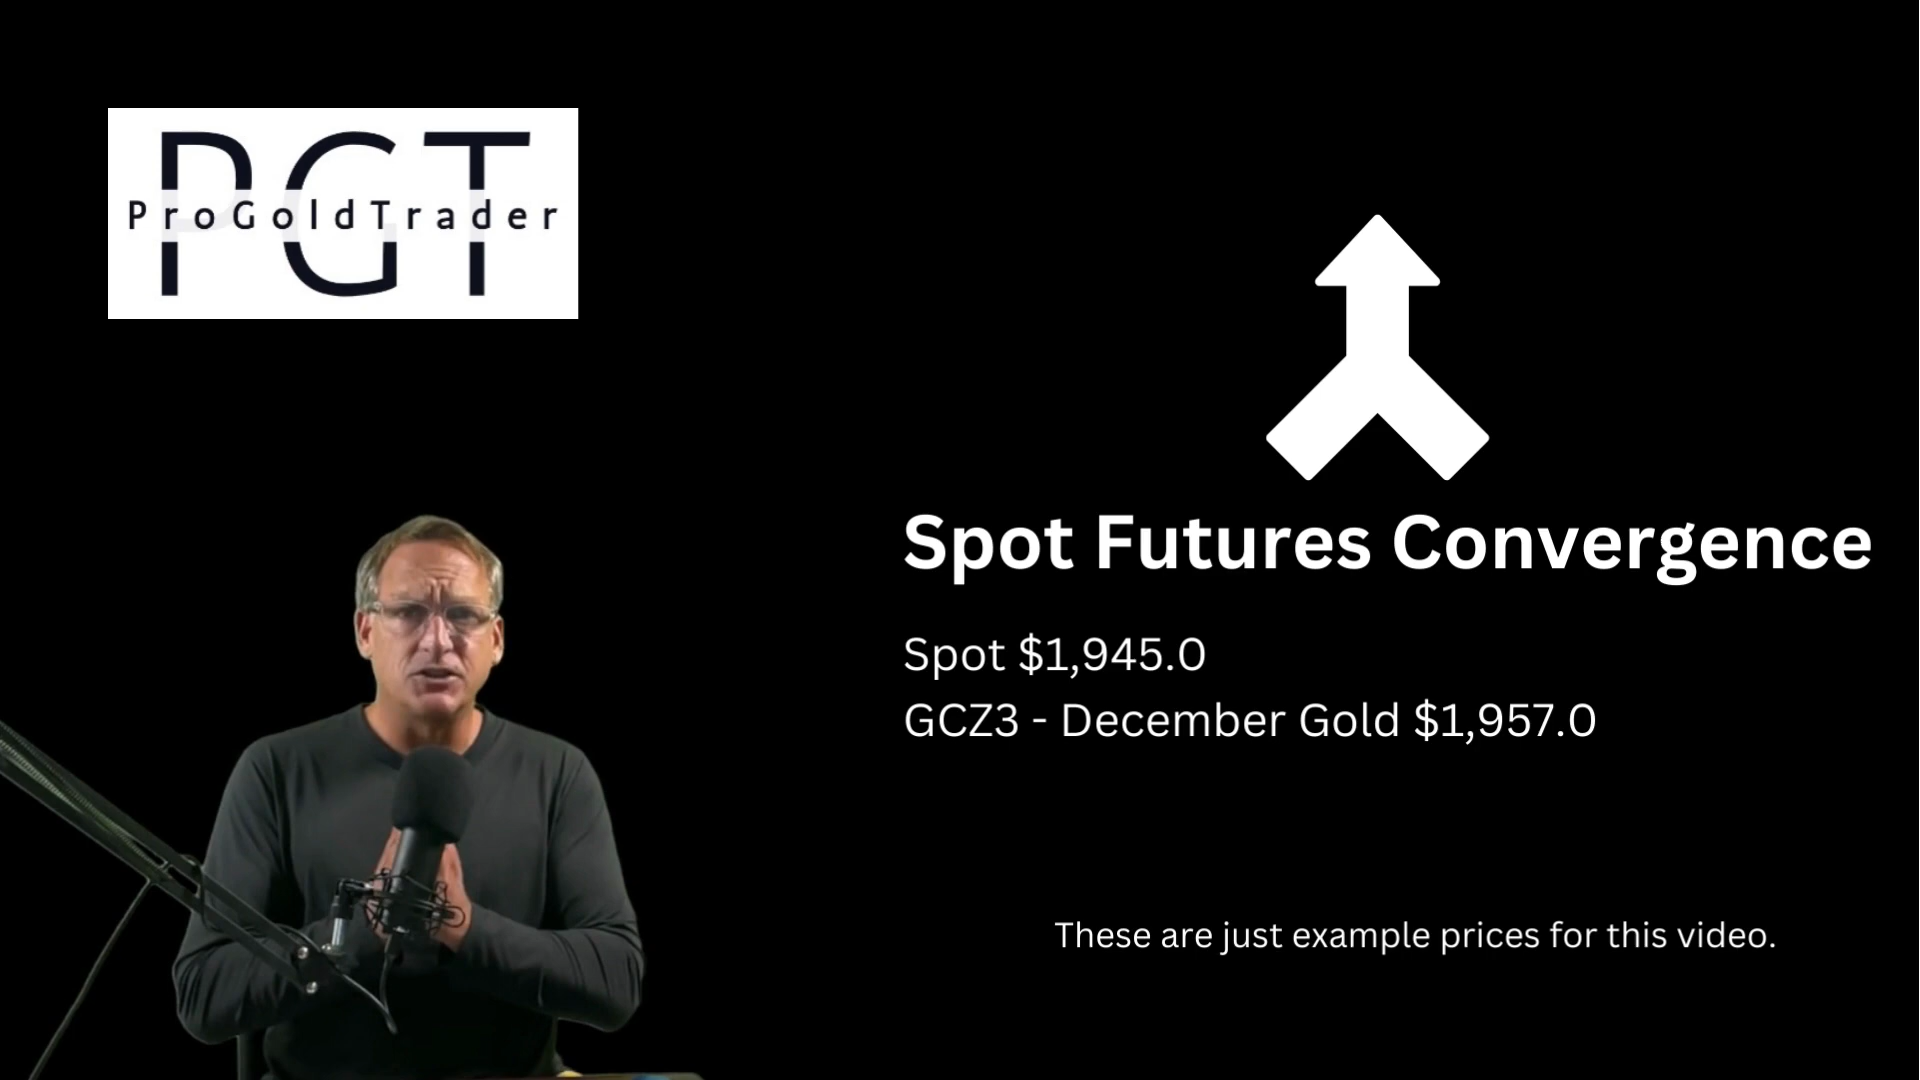 PGT
ProGoldTrader
Spot Futures Convergence
Spot $1,945.0
GCZ3 - December Gold $1,957.0
These are just example prices for this video.